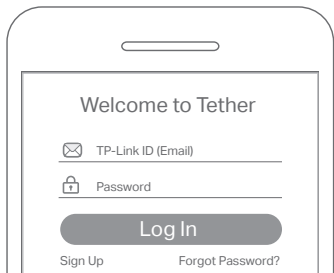 Welcome to Tether
TP-Link ID (Email)
Password
Log In
Sign Up Forgot Password?